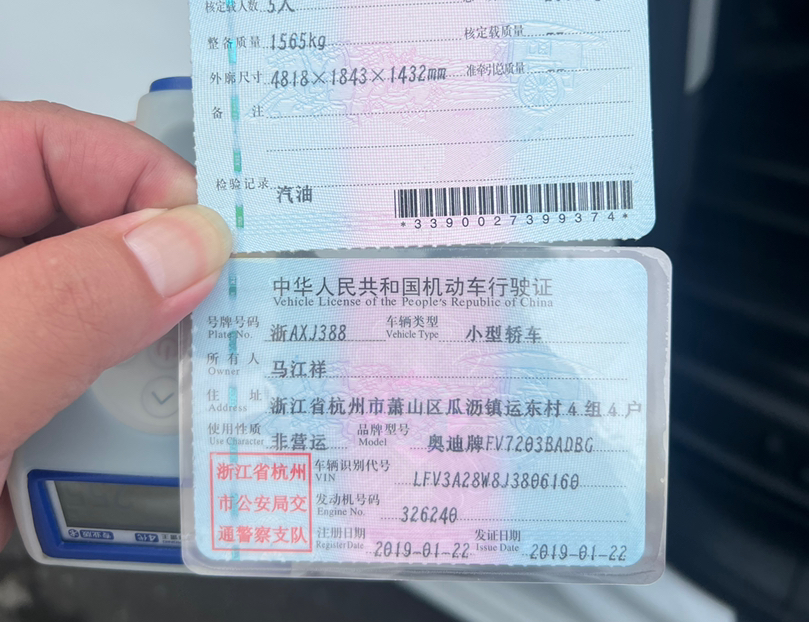 核定载人数 5人
整备质量 1565kg 核定载质量 --
外廓尺寸 4818×1843×1432mm 准牵引总质量 --
备 注
检验记录 汽油
*3390027399374*
中华人民共和国机动车行驶证
Vehicle License of the People's Republic of China
号牌号码 浙AXJ388 车辆类型 小型轿车
Plate No. Vehicle Type
所有人 马江祥
Owner
住 址 浙江省杭州市萧山区瓜沥镇运东村4组4户
Address
使用性质 非营运 品牌型号 奥迪牌FV7203BADBG
Use Character Model
浙江省杭州
市公安局交
通警察支队
车辆识别代号 LFV3A28W8J3806160
VIN
发动机号码 326240
Engine No.
注册日期 2019-01-22 发证日期 2019-01-22
Register Date Issue Date